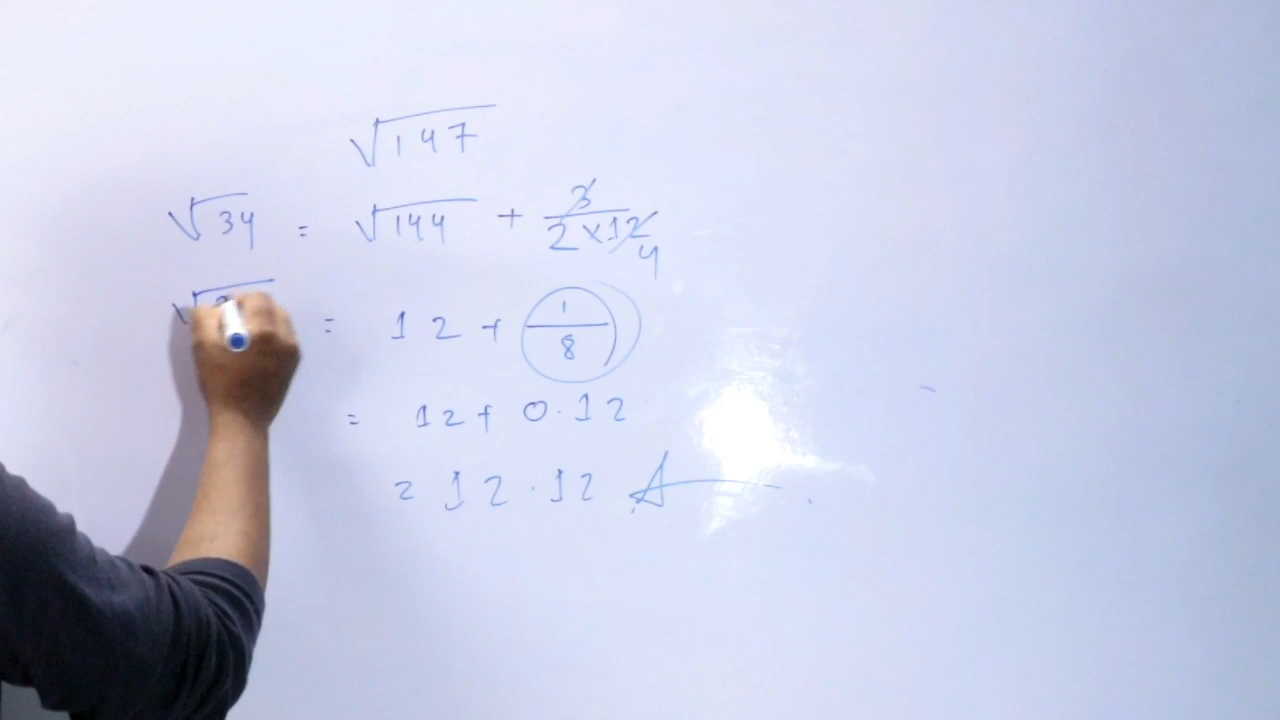 √147
√34 = √144 + 3/2×12 4
√ = 12 + 1/8
= 12+ 0.12
= 12.12 A